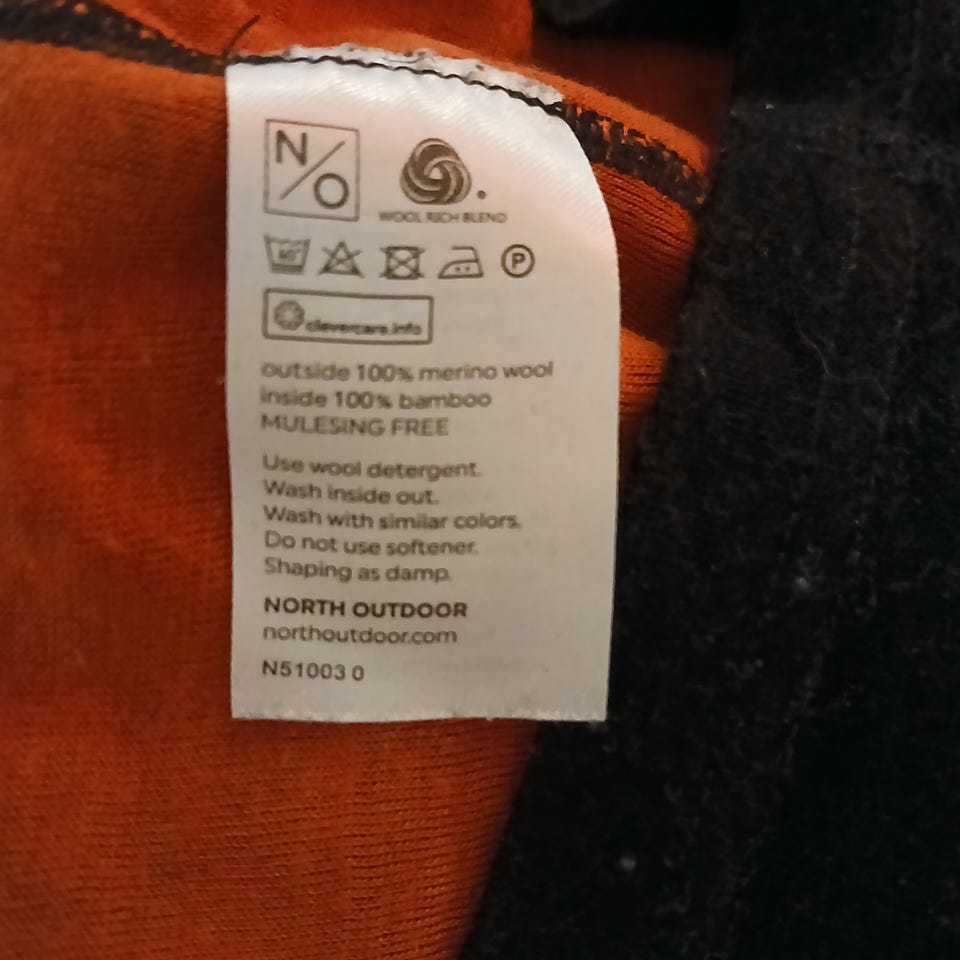 N/O
WOOL RICH BLEND
40°
P
clevercare.info
outside 100% merino wool
inside 100% bamboo
MULESING FREE
Use wool detergent.
Wash inside out.
Wash with similar colors.
Do not use softener.
Shaping as damp.
NORTH OUTDOOR
northoutdoor.com
N51003 0